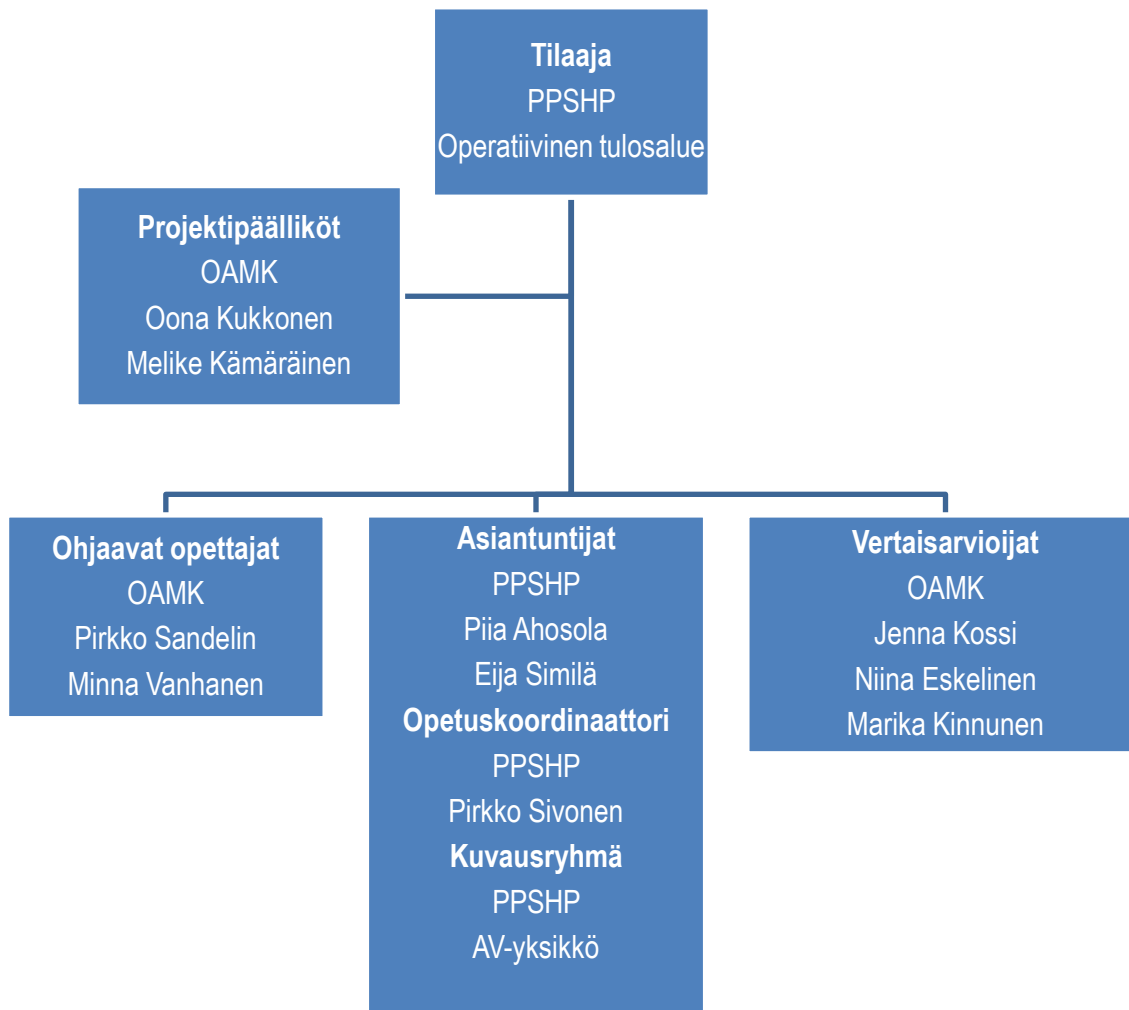 Tilaaja
PPSHP
Operatiivinen tulosalue
Projektipäälliköt
OAMK
Oona Kukkonen
Melike Kämäräinen
Ohjaavat opettajat
OAMK
Pirkko Sandelin
Minna Vanhanen
Asiantuntijat
PPSHP
Piia Ahosola
Eija Similä
Opetuskoordinaattori
PPSHP
Pirkko Sivonen
Kuvausryhmä
PPSHP
AV-yksikkö
Vertaisarvioijat
OAMK
Jenna Kossi
Niina Eskelinen
Marika Kinnunen